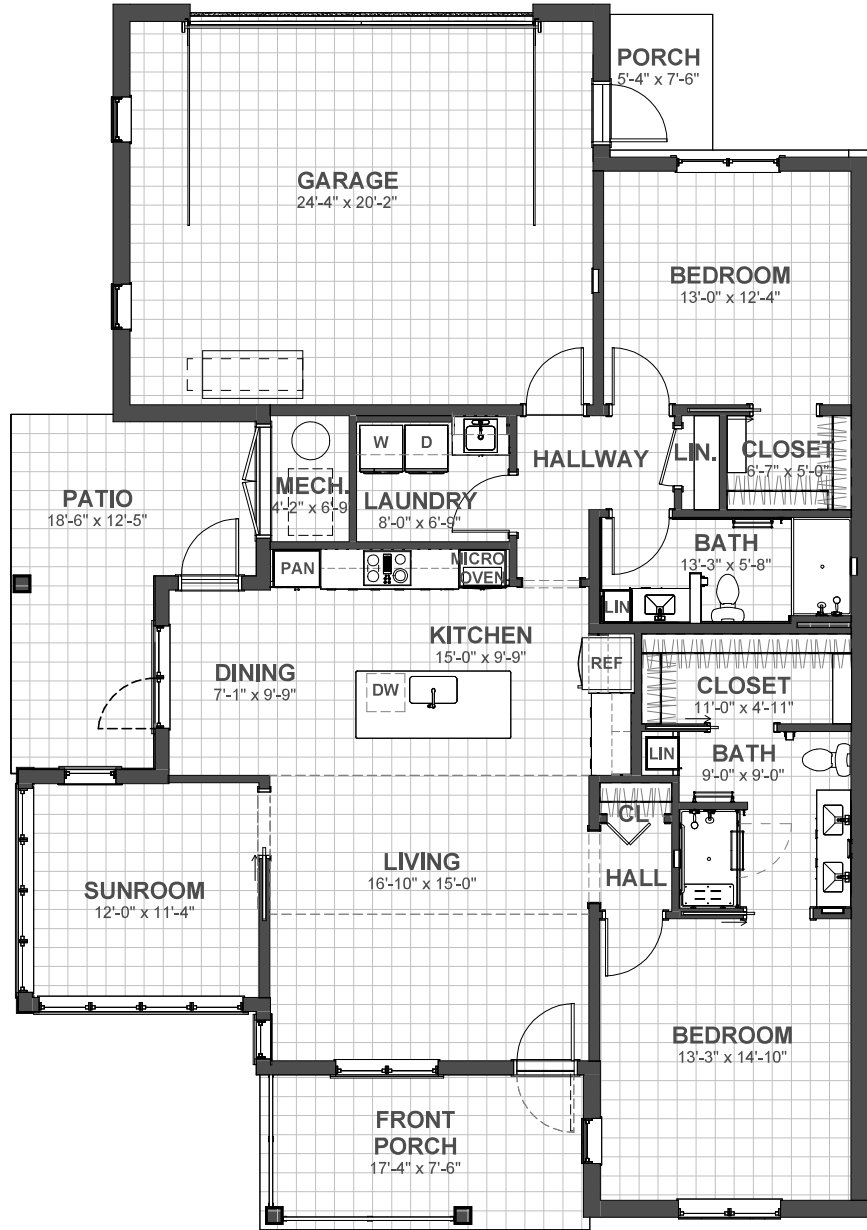 PORCH
5'-4" x 7'-6"
GARAGE
24'-4" x 20'-2"
BEDROOM
13'-0" x 12'-4"
W
D
HALLWAY
LIN.
CLOSET
6'-7" x 5'-0"
PATIO
18'-6" x 12'-5"
MECH.
4'-2" x 6'-9
LAUNDRY
8'-0" x 6'-9"
BATH
13'-3" x 5'-8"
PAN
MICRO
OVEN
LIN
KITCHEN
15'-0" x 9'-9"
DINING
7'-1" x 9'-9"
REF
DW
CLOSET
11'-0" x 4'-11"
LIN
BATH
9'-0" x 9'-0"
CL
LIVING
16'-10" x 15'-0"
HALL
SUNROOM
12'-0" x 11'-4"
BEDROOM
13'-3" x 14'-10"
FRONT
PORCH
17'-4" x 7'-6"